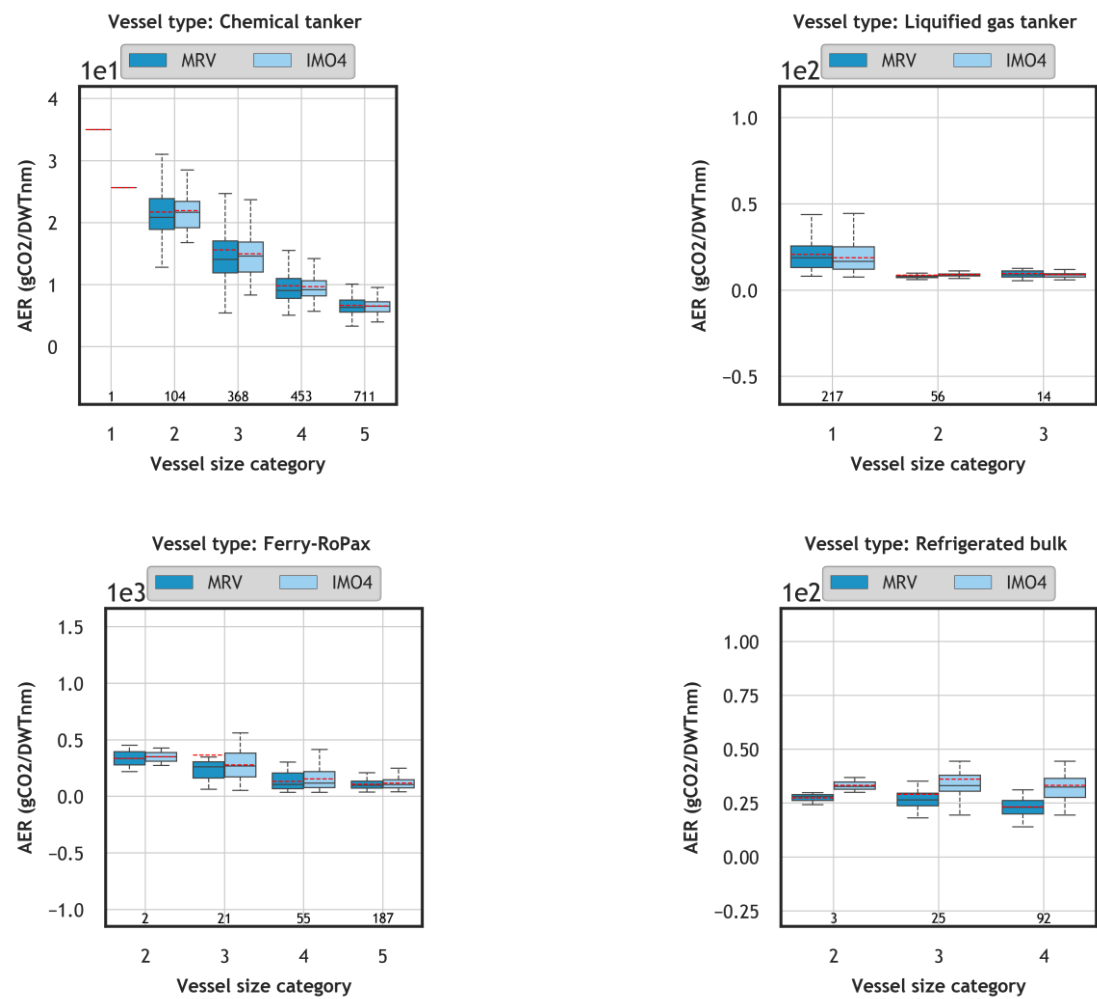 Vessel type: Chemical tanker
MRV IMO4
1e1
4
3
2
1
0
AER (gCO2/DWTnm)
1 104 368 453 711
1 2 3 4 5
Vessel size category
Vessel type: Liquified gas tanker
MRV IMO4
1e2
1.0
0.5
0.0
−0.5
AER (gCO2/DWTnm)
217 56 14
1 2 3
Vessel size category
Vessel type: Ferry-RoPax
MRV IMO4
1e3
1.5
1.0
0.5
0.0
−0.5
−1.0
AER (gCO2/DWTnm)
2 21 55 187
2 3 4 5
Vessel size category
Vessel type: Refrigerated bulk
MRV IMO4
1e2
1.00
0.75
0.50
0.25
0.00
−0.25
AER (gCO2/DWTnm)
3 25 92
2 3 4
Vessel size category